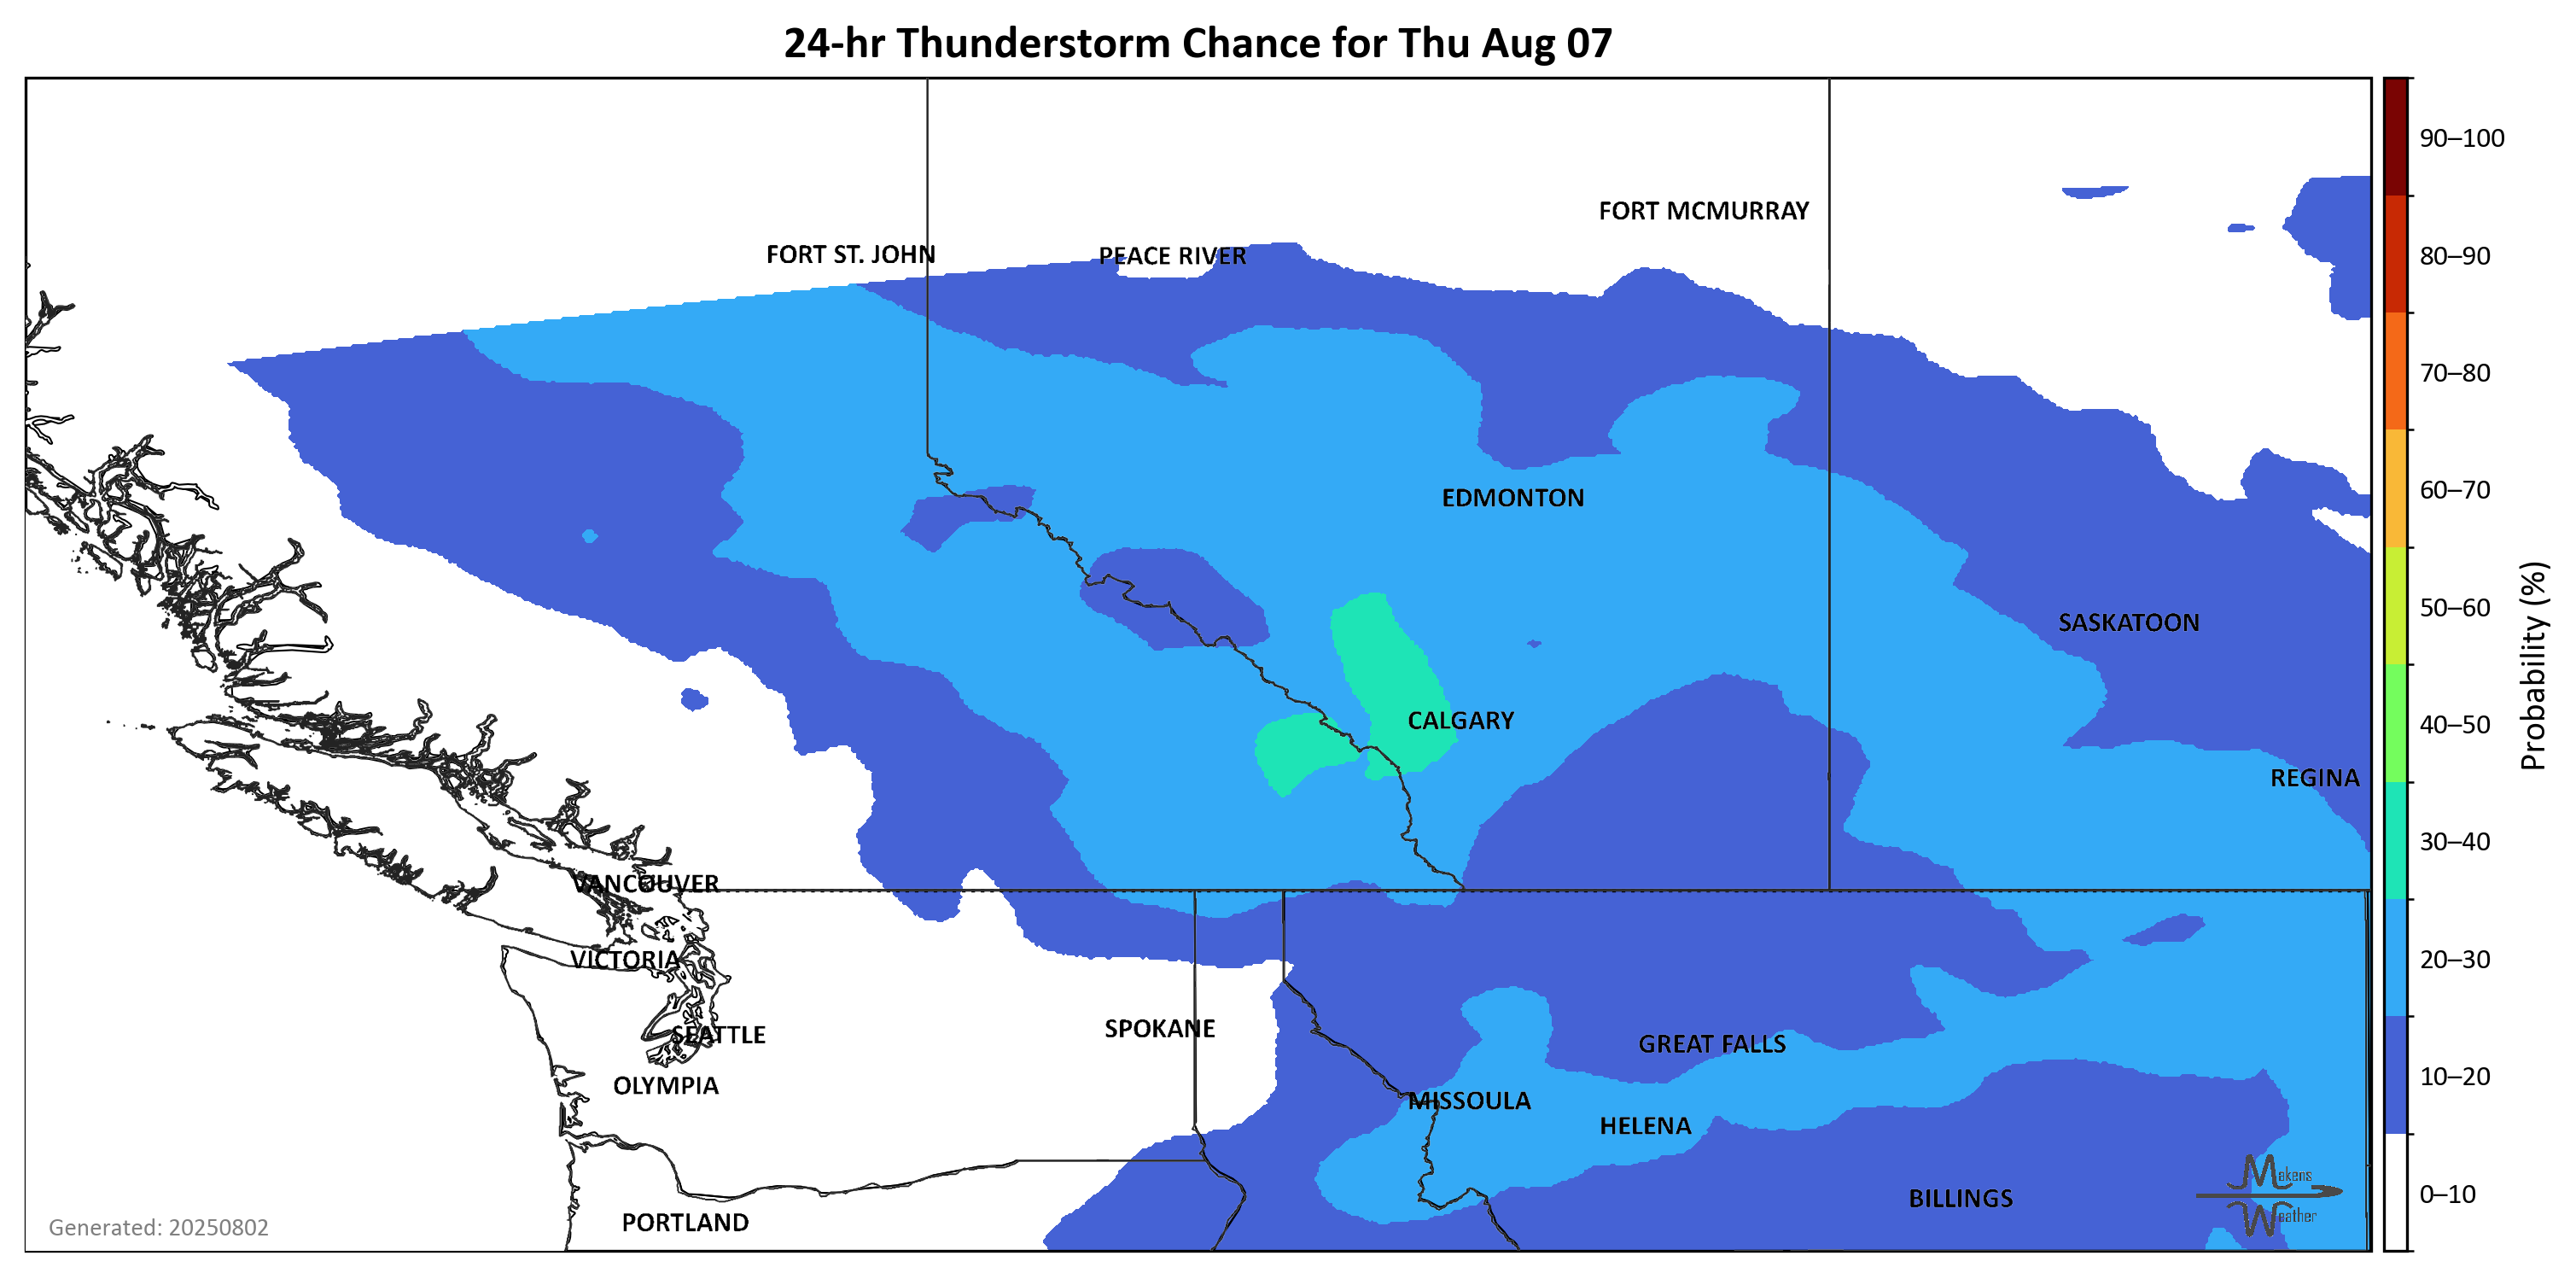 24-hr Thunderstorm Chance for Thu Aug 07
90–100
FORT MCMURRAY
FORT ST. JOHN
PEACE RIVER
80–90
70–80
EDMONTON
60–70
SASKATOON
50–60
Probability (%)
CALGARY
40–50
REGINA
30–40
VANCOUVER
VICTORIA
20–30
SPOKANE
SEATTLE
GREAT FALLS
OLYMPIA
10–20
MISSOULA
HELENA
Makens
Weather
0–10
BILLINGS
PORTLAND
Generated: 20250802